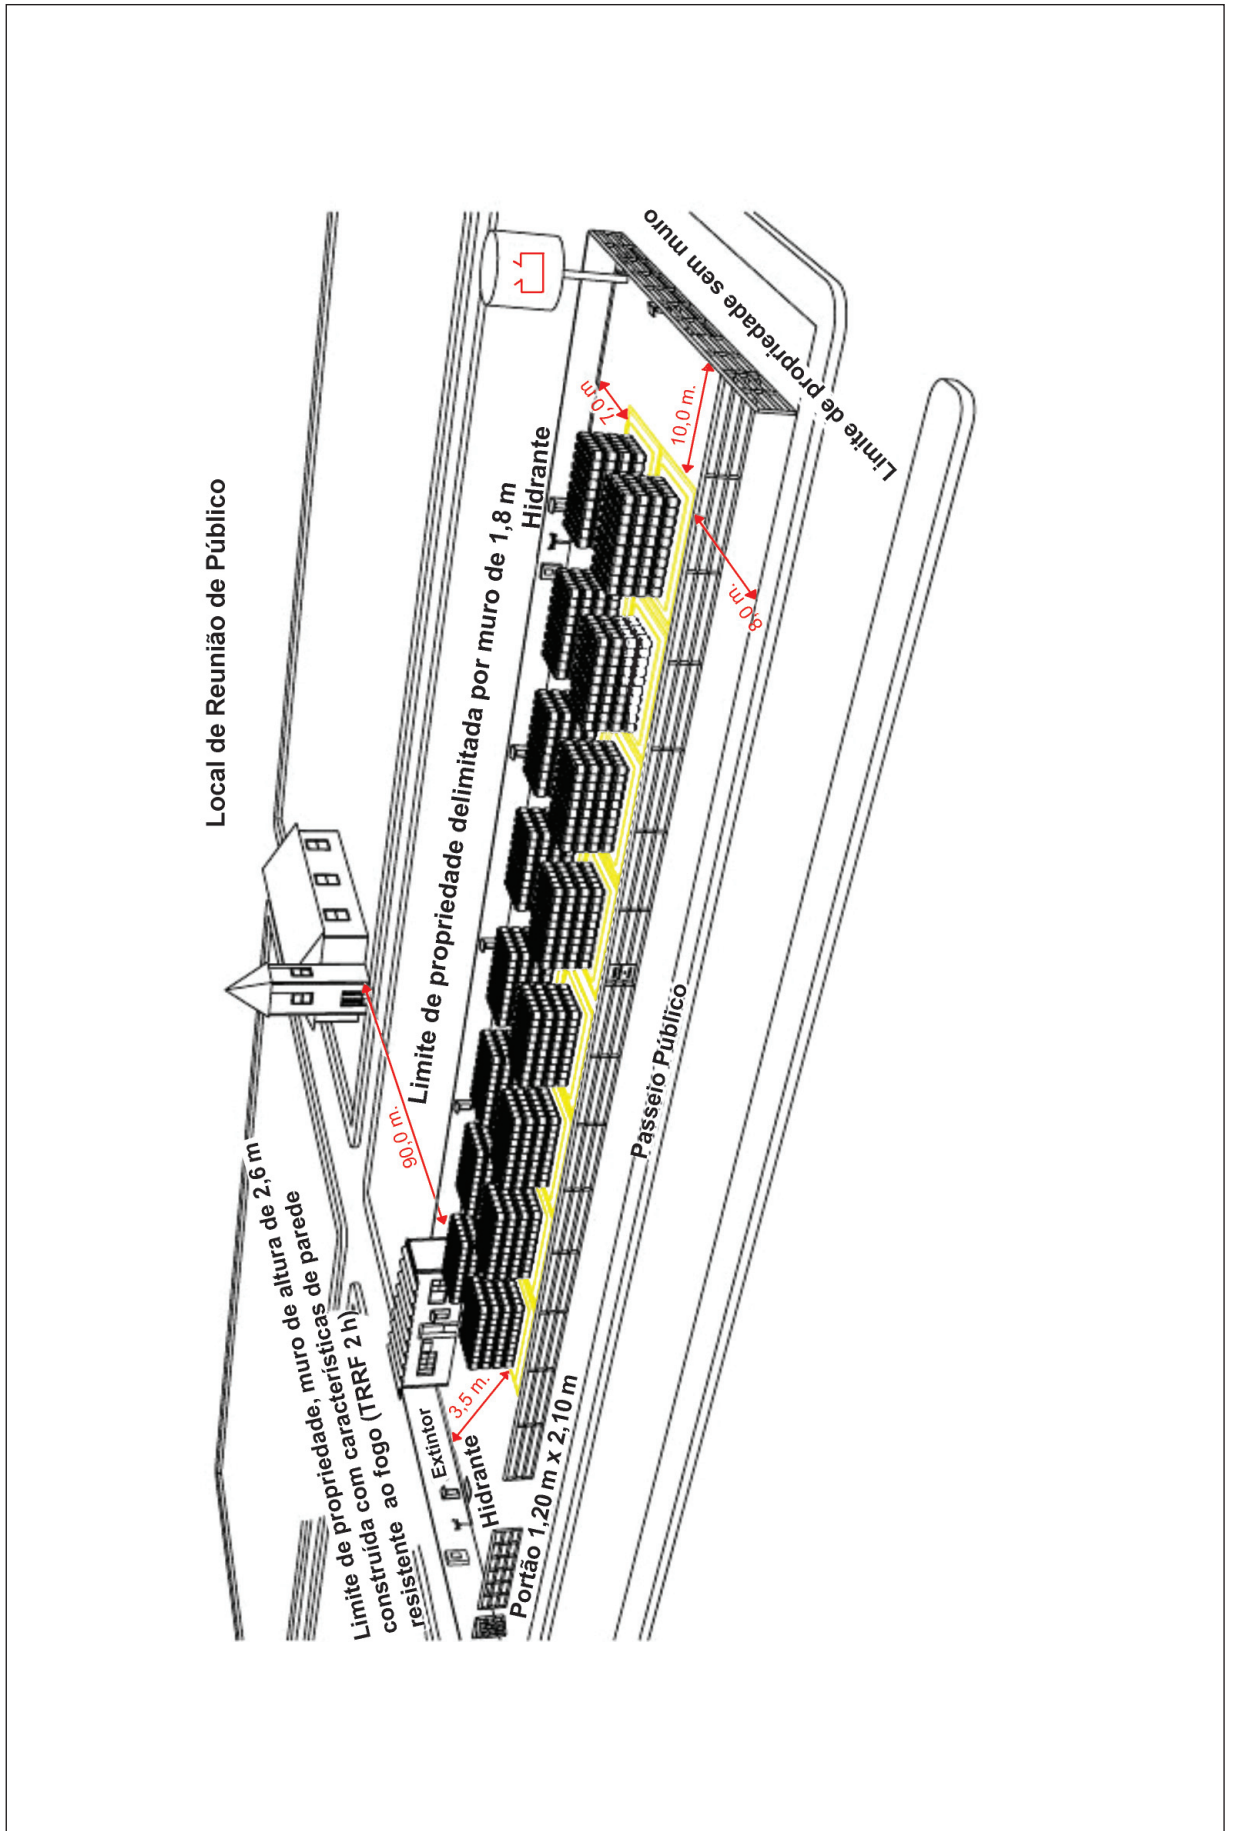 Local de Reunião de Público
Limite de propriedade, muro de altura de 2,6 m
construída com características de parede
resistente ao fogo (TRRF 2 h)
90,0 m.
Limite de propriedade delimitada por muro de 1,8 m
Hidrante
7,0 m
10,0 m.
Limite de propriedade sem muro
8,0 m.
Extintor
Hidrante
3,5 m.
Portão 1,20 m x 2,10 m
Passeio Público